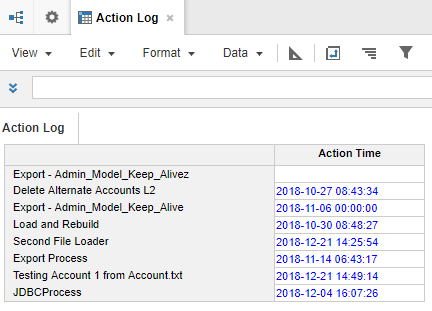 Action Log
View Edit Format Data
Action Log
Action Time
Export - Admin_Model_Keep_Alivez
Delete Alternate Accounts L2 2018-10-27 08:43:34
Export - Admin_Model_Keep_Alive 2018-11-06 00:00:00
Load and Rebuild 2018-10-30 08:48:27
Second File Loader 2018-12-21 14:25:54
Export Process 2018-11-14 06:43:17
Testing Account 1 from Account.txt 2018-12-21 14:49:14
JDBCProcess 2018-12-04 16:07:26